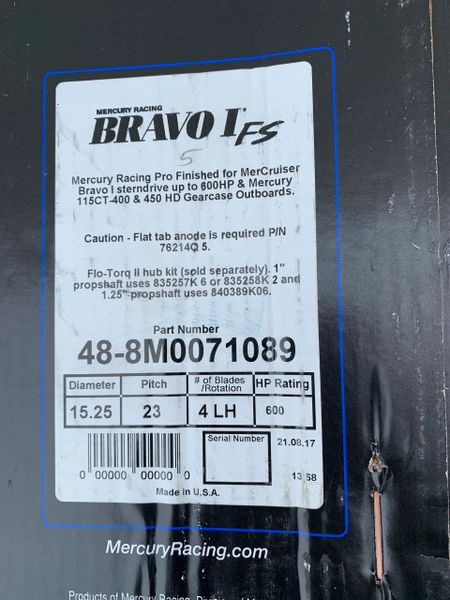 MERCURY RACING
BRAVO I FS
5
Mercury Racing Pro Finished for MerCruiser
Bravo I sterndrive up to 600HP & Mercury
115CT-400 & 450 HD Gearcase Outboards.
Caution - Flat tab anode is required P/N
76214Q 5.
Flo-Torq II hub kit (sold separately). 1"
propshaft uses 835257K 6 or 835258K 2 and
1.25" propshaft uses 840389K06.
Part Number
48-8M0071089
Diameter Pitch # of Blades /Rotation HP Rating
15.25 23 4 LH 600
Serial Number 21.08.17
0 00000 00000 0
13:58
Made in U.S.A.
MercuryRacing.com
Products of Mercury Racing, Division of